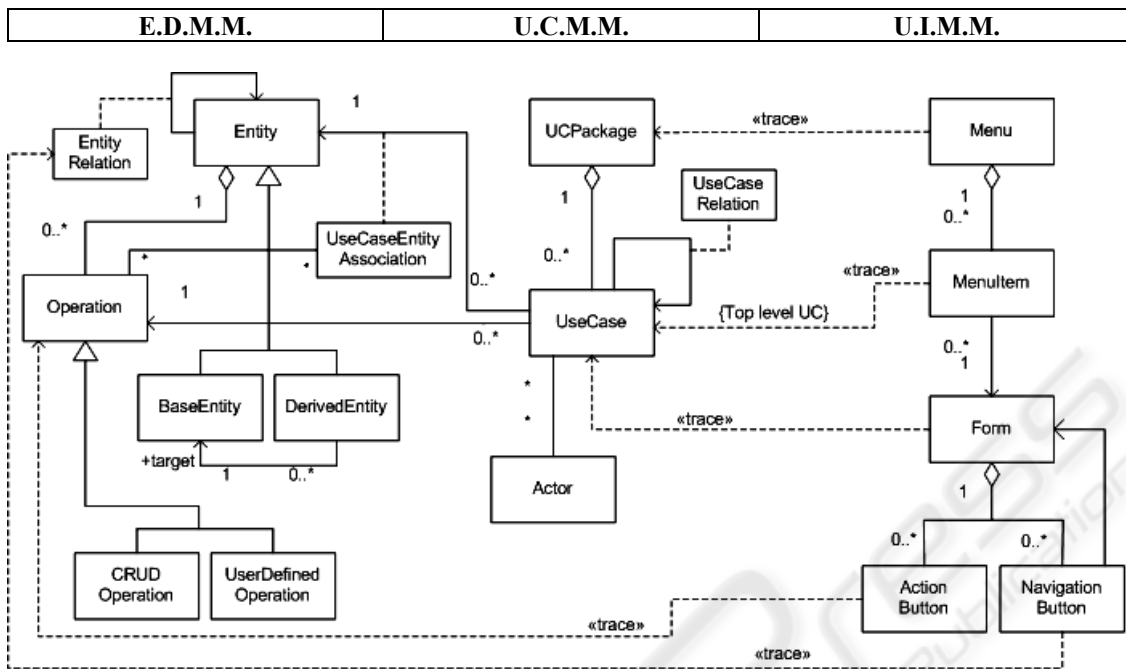 E.D.M.M.
U.C.M.M.
U.I.M.M.
Entity
Relation
Entity
1
1
0..*
UseCaseEntity
Association
*
*
Operation
1
0..*
0..*
BaseEntity
DerivedEntity
+target
1
0..*
CRUD
Operation
UserDefined
Operation
UCPackage
1
0..*
UseCase
Relation
UseCase
*
*
Actor
«trace»
Menu
1
0..*
«trace»
MenuItem
{Top level UC}
0..*
1
«trace»
Form
1
0..*
0..*
Action
Button
Navigation
Button
«trace»
«trace»